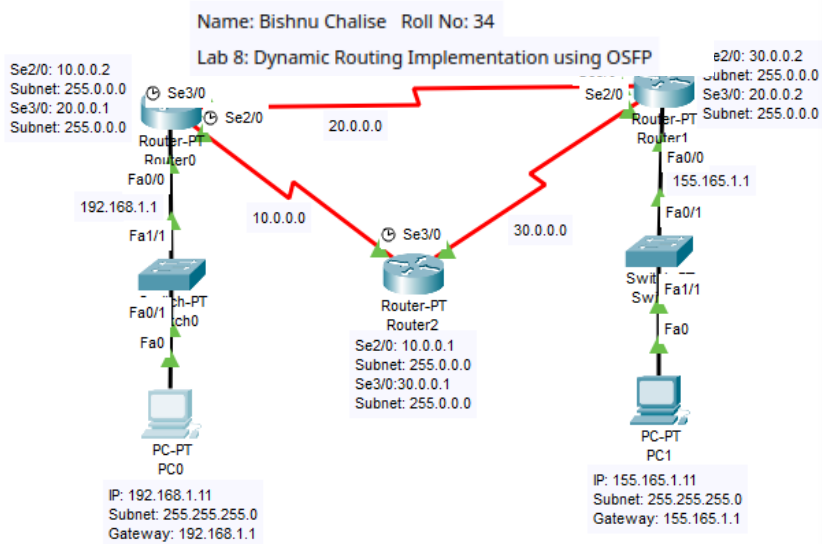 Name: Bishnu Chalise   Roll No: 34
Lab 8: Dynamic Routing Implementation using OSFP
Se2/0: 10.0.0.2
Subnet: 255.0.0.0
Se3/0: 20.0.0.1
Subnet: 255.0.0.0
Se3/0
Se2/0
Router-PT
Router0
Fa0/0
192.168.1.1
Fa1/1
Fa0/1
Fa0
PC-PT
PC0
IP: 192.168.1.11
Subnet: 255.255.255.0
Gateway: 192.168.1.1
20.0.0.0
10.0.0.0
30.0.0.0
Se3/0
Router-PT
Router2
Se2/0: 10.0.0.1
Subnet: 255.0.0.0
Se3/0:30.0.0.1
Subnet: 255.0.0.0
e2/0: 30.0.0.2
Subnet: 255.0.0.0
Se3/0: 20.0.0.2
Subnet: 255.0.0.0
Se2/0
Router-PT
Router1
Fa0/0
155.165.1.1
Fa0/1
Fa1/1
Fa0
PC-PT
PC1
IP: 155.165.1.11
Subnet: 255.255.255.0
Gateway: 155.165.1.1